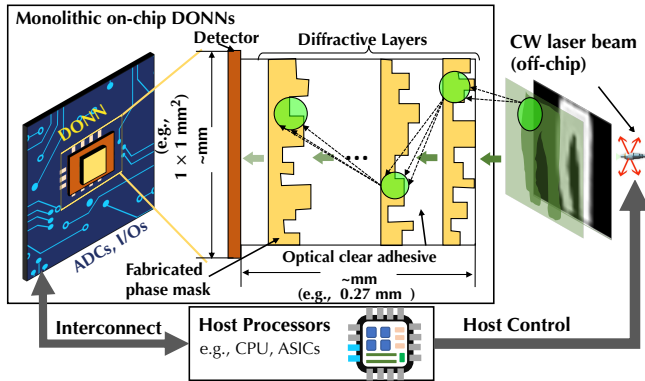 Monolithic on-chip DONNs
Detector
Diffractive Layers
CW laser beam
(off-chip)
DONN
ADCs, I/Os
~mm
(e.g.,
1 × 1 mm²)
...
Fabricated
phase mask
Optical clear adhesive
~mm
(e.g., 0.27 mm )
Interconnect
Host Processors
e.g., CPU, ASICs
Host Control